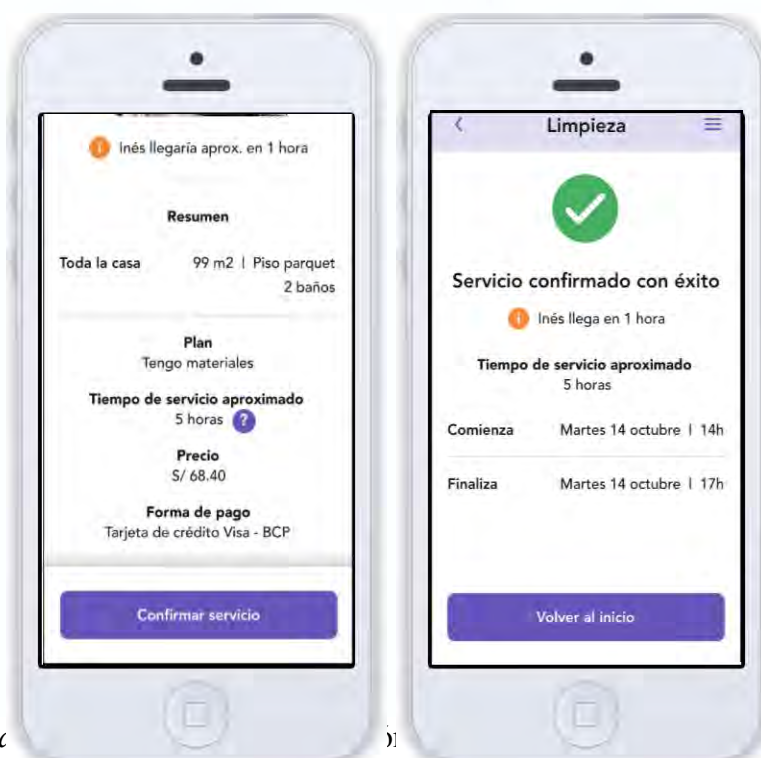 Inés llegaría aprox. en 1 hora
Resumen
Toda la casa 99 m2 | Piso parquet
2 baños
Plan
Tengo materiales
Tiempo de servicio aproximado
5 horas ?
Precio
S/ 68.40
Forma de pago
Tarjeta de crédito Visa - BCP
Confirmar servicio
Limpieza
Servicio confirmado con éxito
Inés llega en 1 hora
Tiempo de servicio aproximado
5 horas
Comienza Martes 14 octubre | 14h
Finaliza Martes 14 octubre | 17h
Volver al inicio